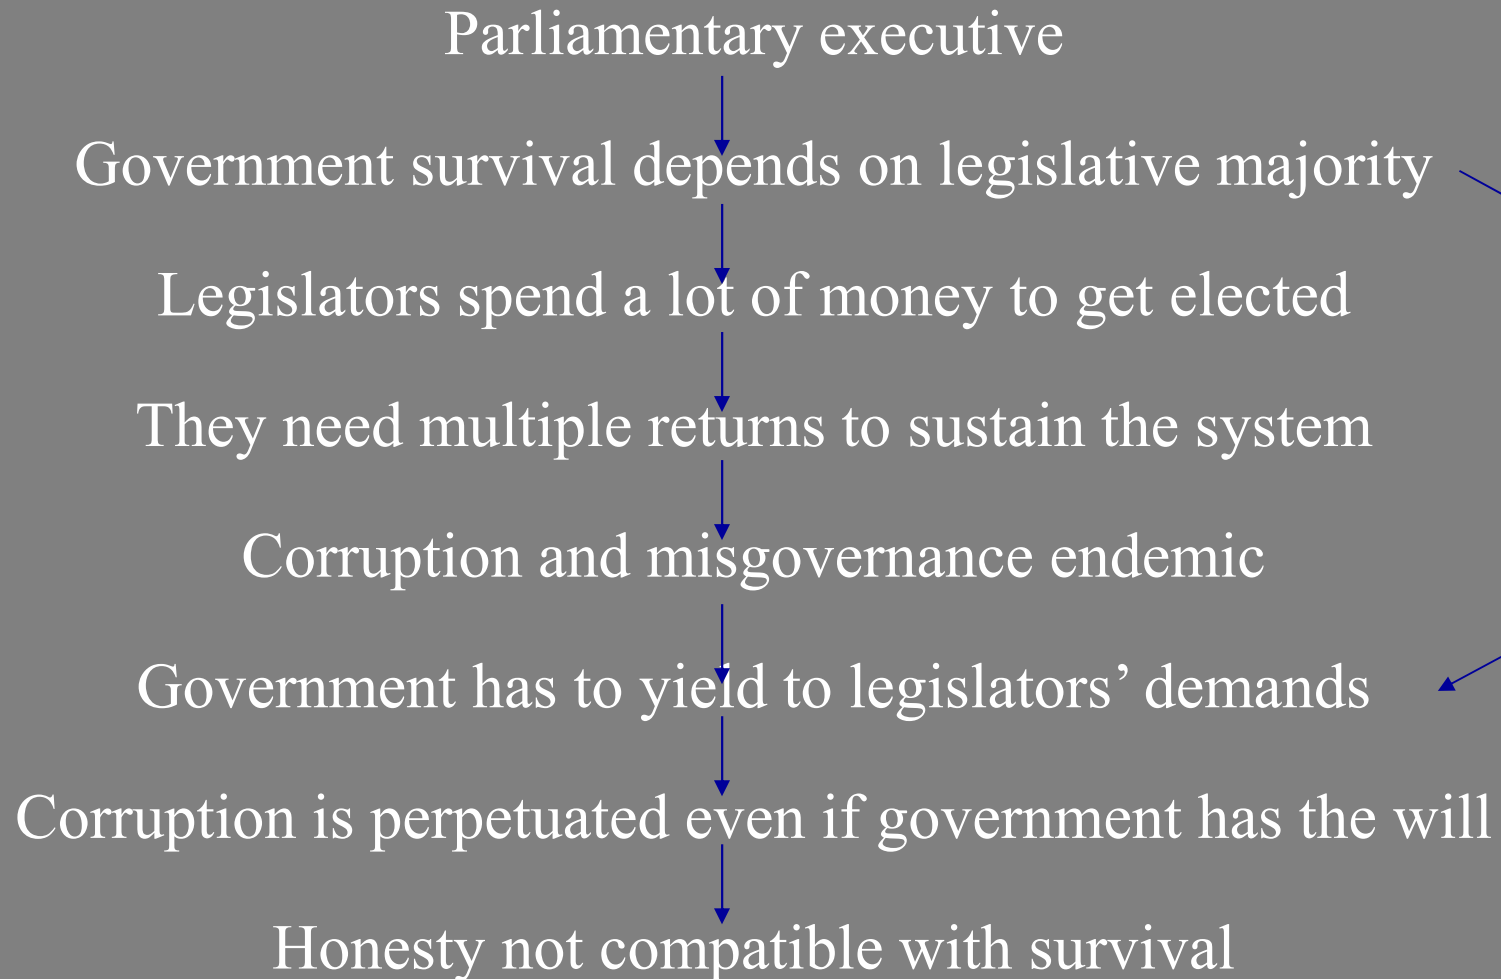 Parliamentary executive
Government survival depends on legislative majority
Legislators spend a lot of money to get elected
They need multiple returns to sustain the system
Corruption and misgovernance endemic
Government has to yield to legislators’ demands
Corruption is perpetuated even if government has the will
Honesty not compatible with survival